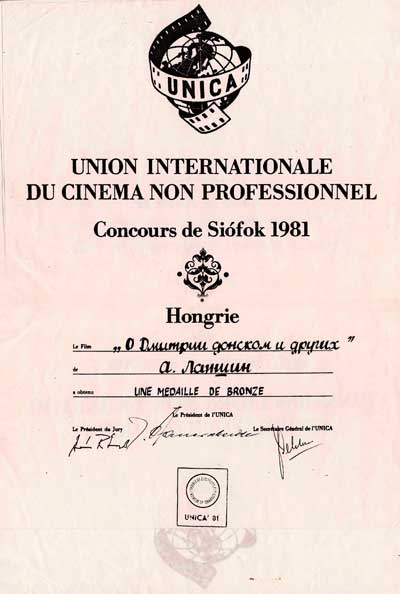 UNICA
UNION INTERNATIONALE
DU CINEMA NON PROFESSIONNEL
Concours de Siófok 1981
Hongrie
Le Film „О Дмитрии донском и других"
de А. Латшин
a obtenu UNE MEDAILLE DE BRONZE
Le Président de l'UNICA
Le Président du Jury
Le Secrétaire Général de l'UNICA
UNICA' 81